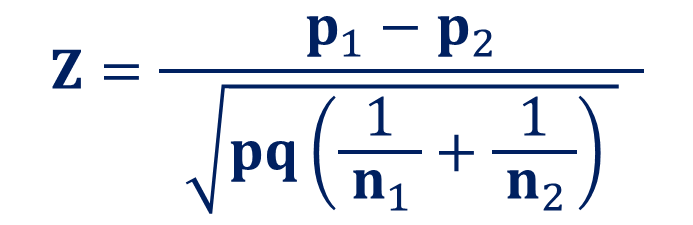 Z = (p₁ − p₂) / √(pq(1/n₁ + 1/n₂))